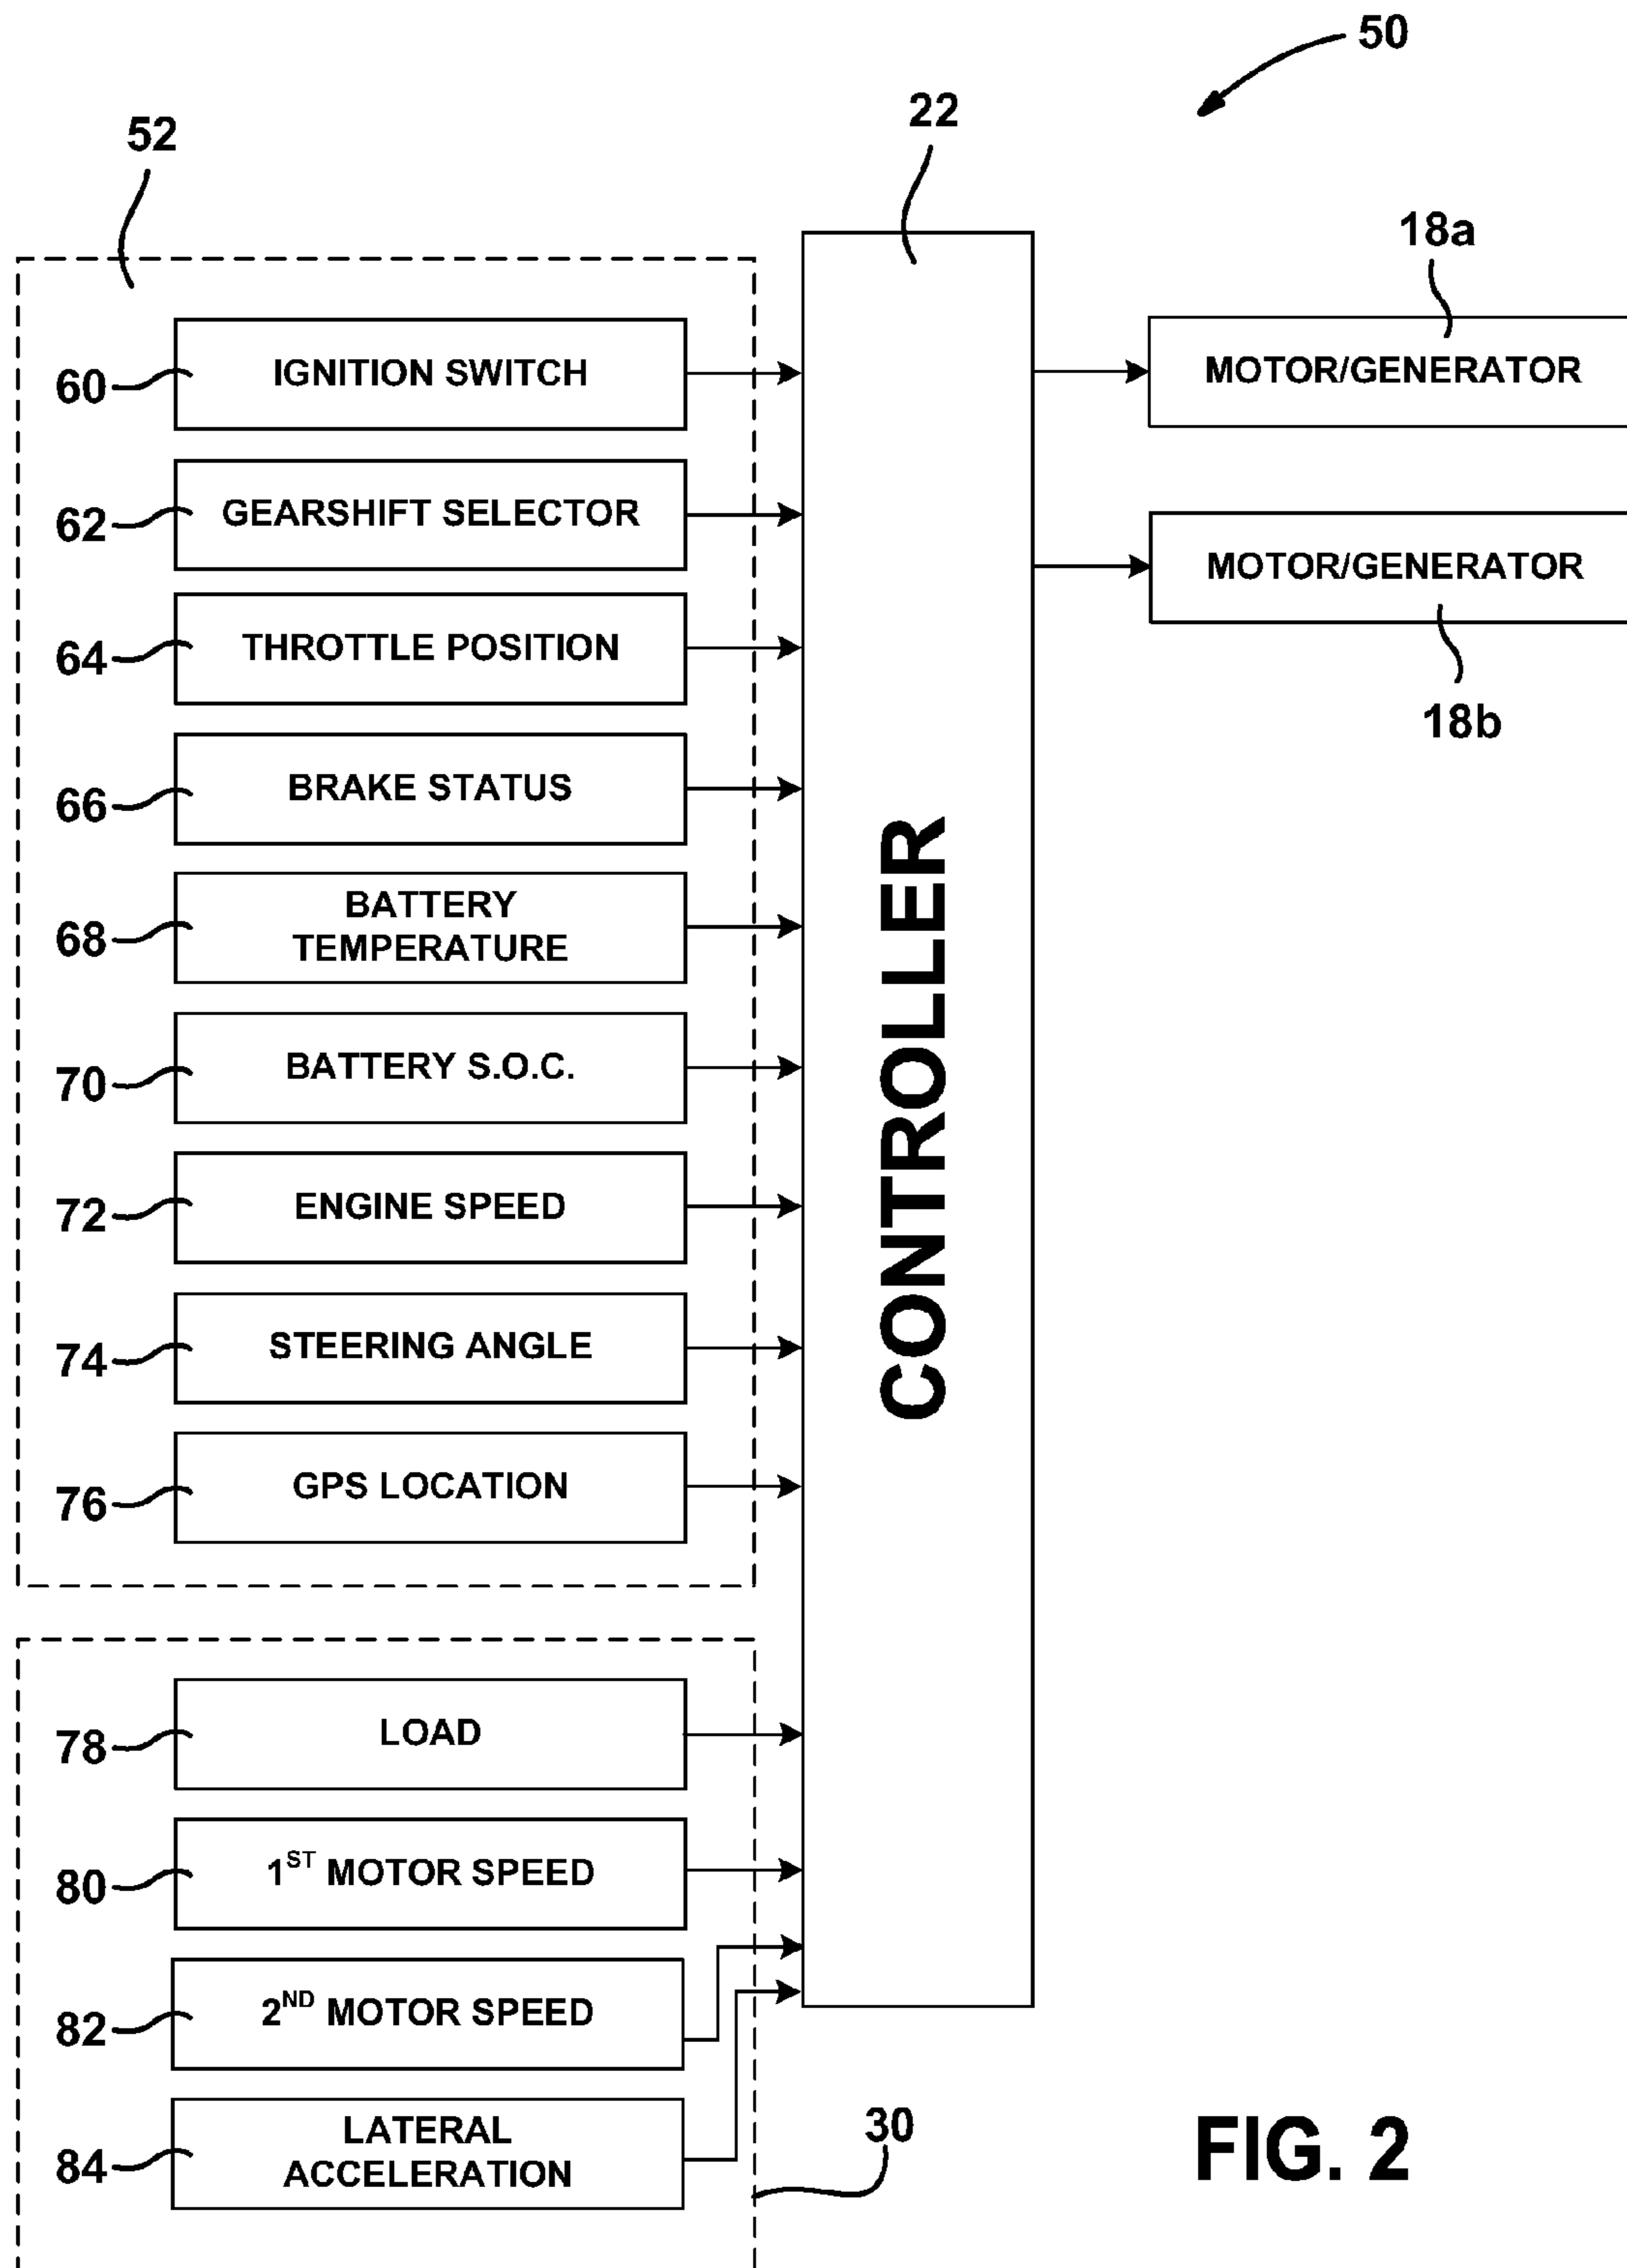 50
22
52
18a
60 IGNITION SWITCH
MOTOR/GENERATOR
62 GEARSHIFT SELECTOR
MOTOR/GENERATOR
18b
64 THROTTLE POSITION
66 BRAKE STATUS
68 BATTERY
TEMPERATURE
70 BATTERY S.O.C.
72 ENGINE SPEED
74 STEERING ANGLE
76 GPS LOCATION
CONTROLLER
78 LOAD
80 1ST MOTOR SPEED
82 2ND MOTOR SPEED
84 LATERAL
ACCELERATION
30
FIG. 2